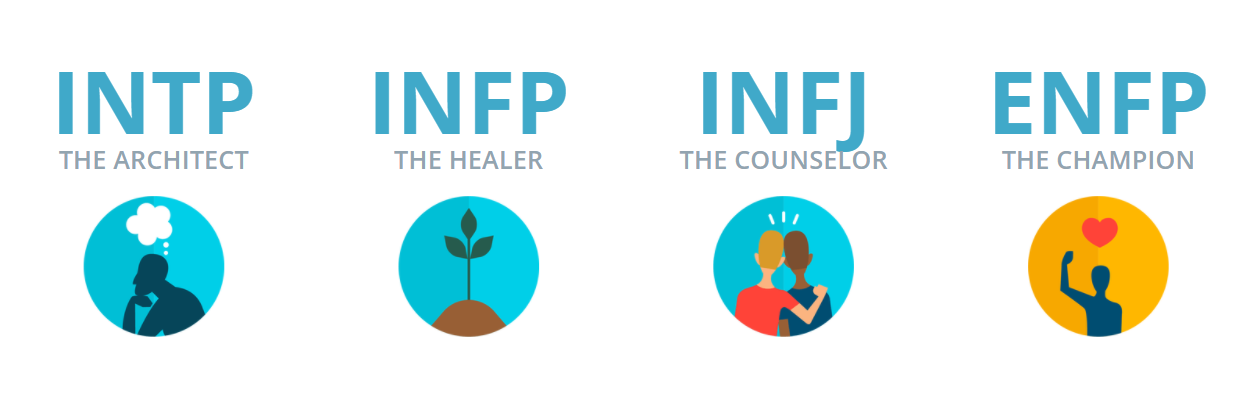 INTP
THE ARCHITECT
INFP
THE HEALER
INFJ
THE COUNSELOR
ENFP
THE CHAMPION